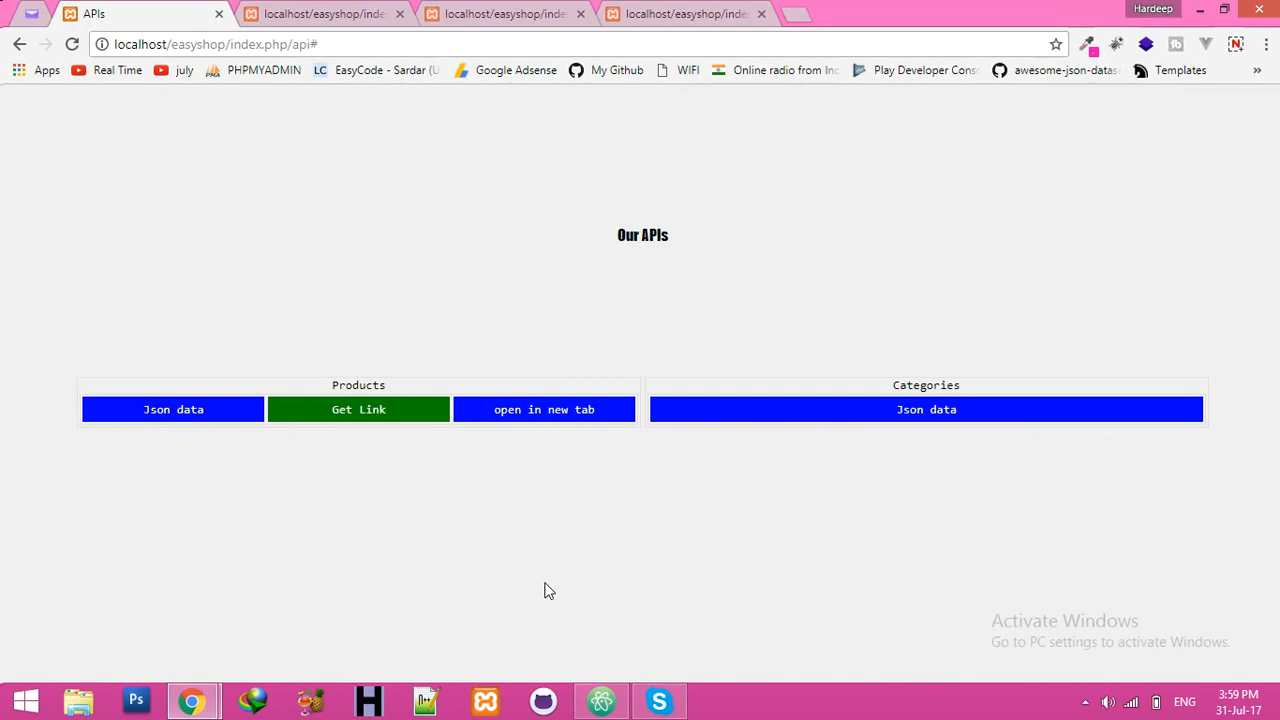 Hardeep
APIs
localhost/easyshop/inde
localhost/easyshop/inde
localhost/easyshop/inde
localhost/easyshop/index.php/api#
Apps
Real Time
july
PHPMYADMIN
LC EasyCode - Sardar (U
Google Adsense
My Github
WIFI
Online radio from Inc
Play Developer Cons
awesome-json-datas
Templates
»
Our APIs
Products
Categories
Json data
Get Link
open in new tab
Json data
Activate Windows
Go to PC settings to activate Windows.
Ps
ENG
3:59 PM
31-Jul-17